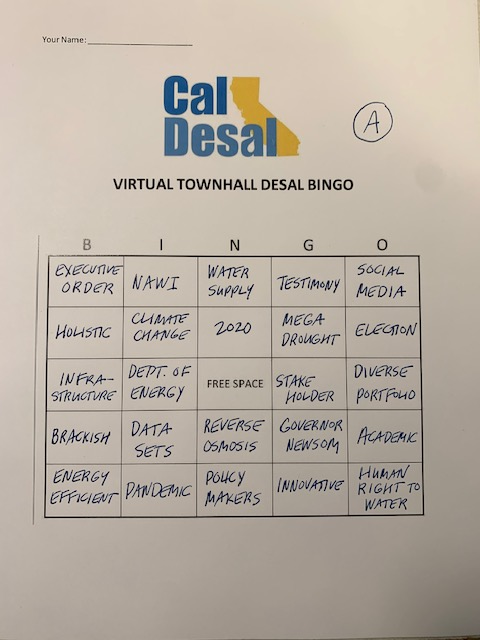 Your Name:
Cal
Desal
A
VIRTUAL TOWNHALL DESAL BINGO
B I N G O
EXECUTIVE ORDER NAWI WATER SUPPLY TESTIMONY SOCIAL MEDIA
HOLISTIC CLIMATE CHANGE 2020 MEGA DROUGHT ELECTION
INFRA- STRUCTURE DEPT. OF ENERGY FREE SPACE STAKE HOLDER DIVERSE PORTFOLIO
BRACKISH DATA SETS REVERSE OSMOSIS GOVERNOR NEWSOM ACADEMIC
ENERGY EFFICIENT PANDEMIC POLICY MAKERS INNOVATIVE HUMAN RIGHT TO WATER